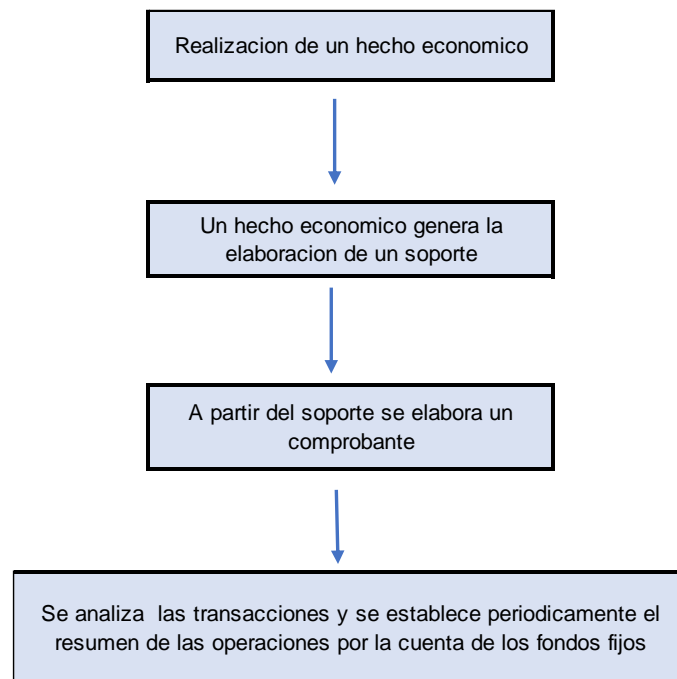 Realizacion de un hecho economico
Un hecho economico genera la
elaboracion de un soporte
A partir del soporte se elabora un
comprobante
Se analiza las transacciones y se establece periodicamente el
resumen de las operaciones por la cuenta de los fondos fijos